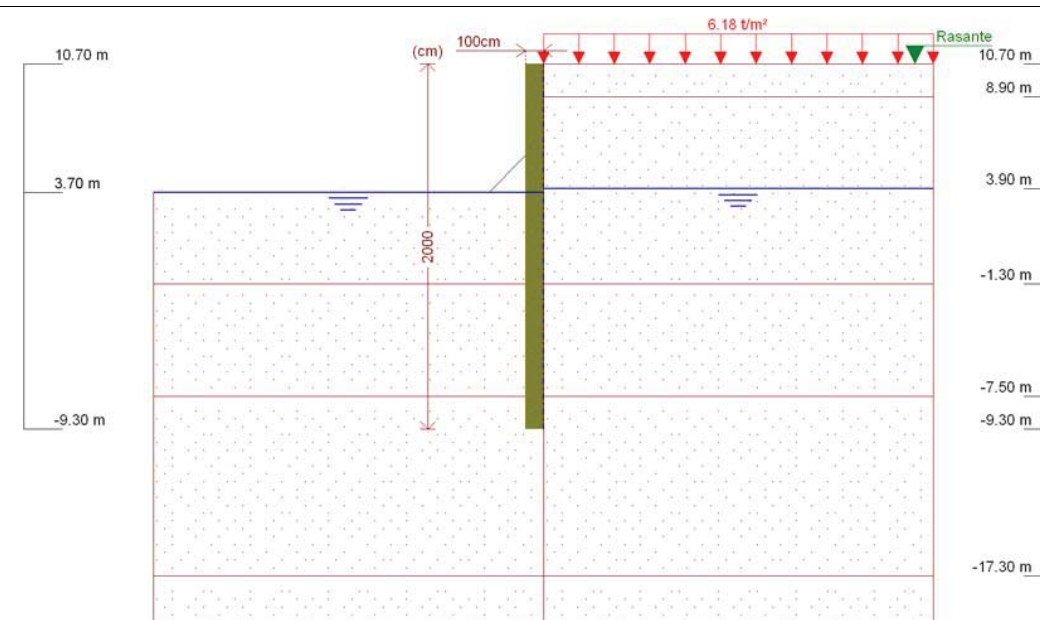 6.18 t/m²
Rasante
100cm
(cm)
10.70 m
10.70 m
8.90 m
3.70 m
3.90 m
2000
-1.30 m
-7.50 m
-9.30 m
-9.30 m
-17.30 m